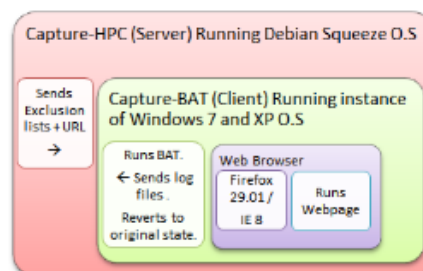 Capture-HPC (Server) Running Debian Squeeze O.S
Sends
Exclusion
lists + URL
→
Capture-BAT (Client) Running instance
of Windows 7 and XP O.S
Runs BAT.
← Sends log
files .
Reverts to
original state.
Web Browser
Firefox
29.01 /
IE 8
Runs
Webpage